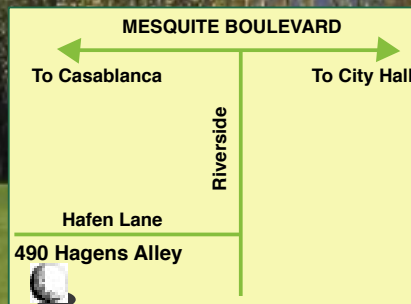 MESQUITE BOULEVARD
To Casablanca
To City Hall
Riverside
Hafen Lane
490 Hagens Alley